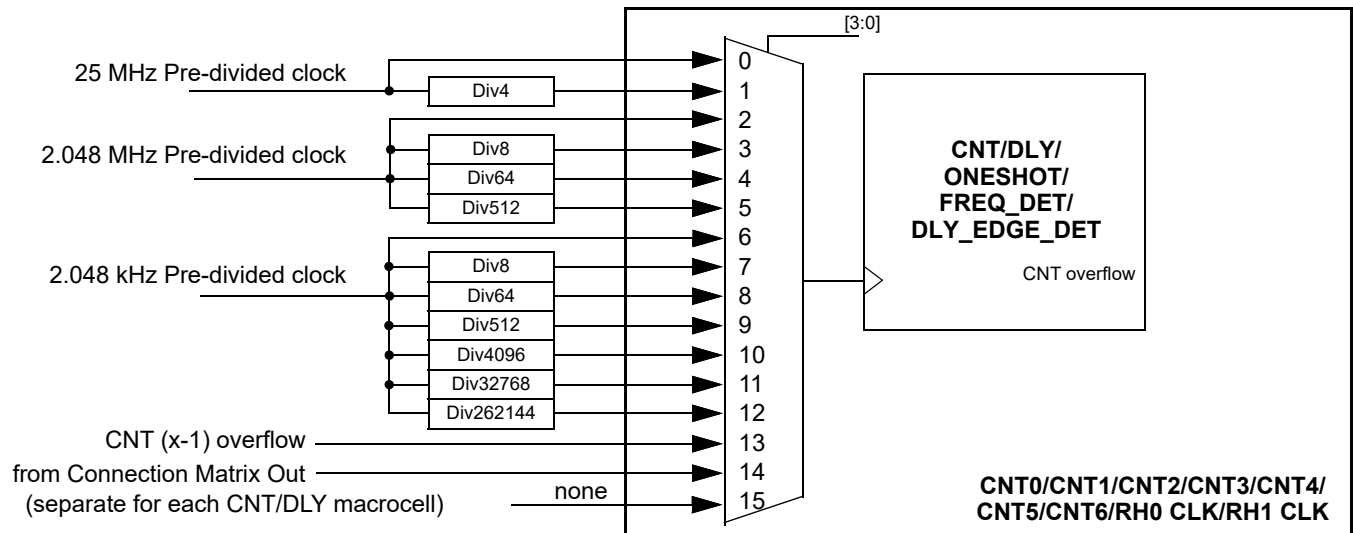 [3:0]
25 MHz Pre-divided clock
0
Div4
1
2
2.048 MHz Pre-divided clock
Div8
3
Div64
4
Div512
5
6
2.048 kHz Pre-divided clock
Div8
7
Div64
8
Div512
9
Div4096
10
Div32768
11
Div262144
12
CNT (x-1) overflow
13
from Connection Matrix Out
14
(separate for each CNT/DLY macrocell)
none
15
CNT/DLY/
ONESHOT/
FREQ_DET/
DLY_EDGE_DET
CNT overflow
CNT0/CNT1/CNT2/CNT3/CNT4/
CNT5/CNT6/RH0 CLK/RH1 CLK